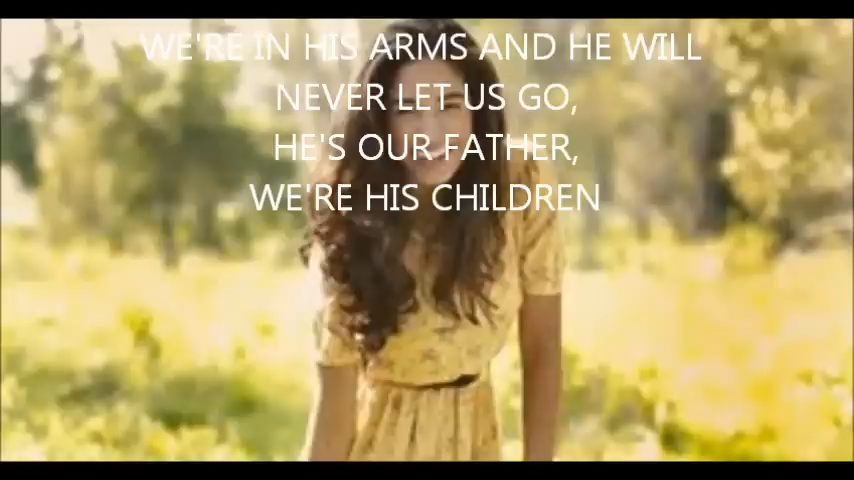 WE'RE IN HIS ARMS AND HE WILL
NEVER LET US GO,
HE'S OUR FATHER,
WE'RE HIS CHILDREN